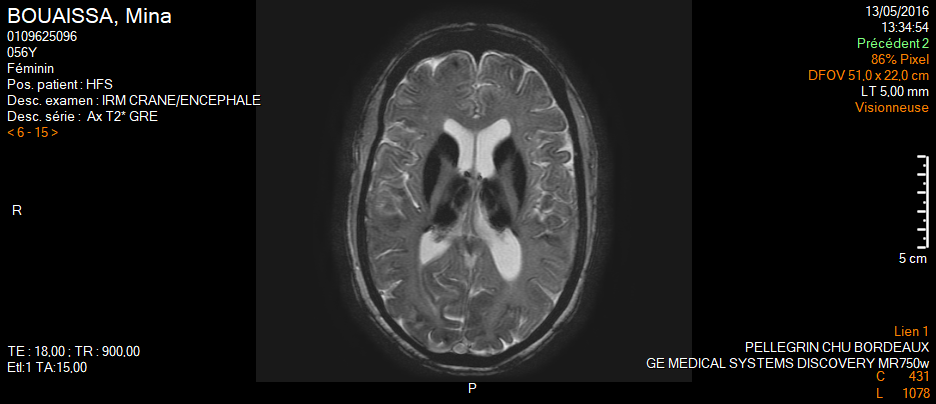 BOUAISSA, Mina
0109625096
056Y
Féminin
Pos. patient : HFS
Desc. examen : IRM CRANE/ENCEPHALE
Desc. série : Ax T2* GRE
< 6 - 15 >
13/05/2016
13:34:54
Précédent 2
86% Pixel
DFOV 51,0 x 22,0 cm
LT 5,00 mm
Visionneuse
R
5 cm
TE : 18,00 ; TR : 900,00
Etl:1 TA:15,00
P
Lien 1
PELLEGRIN CHU BORDEAUX
GE MEDICAL SYSTEMS DISCOVERY MR750w
C 431
L 1078